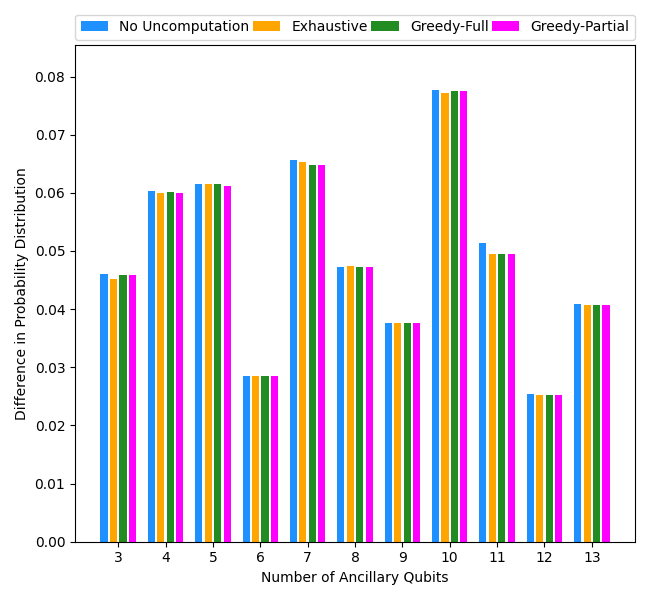 No Uncomputation Exhaustive Greedy-Full Greedy-Partial
0.08
0.07
0.06
0.05
0.04
0.03
0.02
0.01
0.00
Difference in Probability Distribution
3 4 5 6 7 8 9 10 11 12 13
Number of Ancillary Qubits